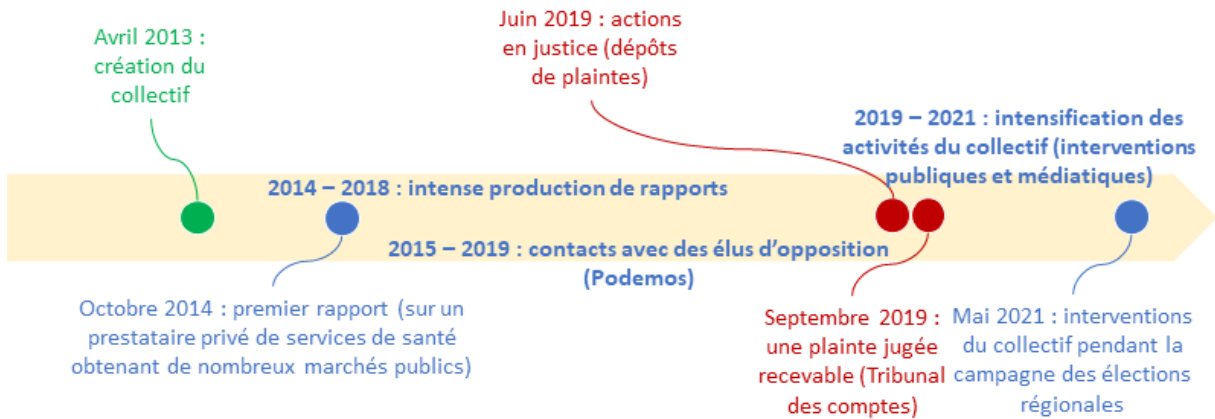 Avril 2013 :
création du
collectif
Juin 2019 : actions
en justice (dépôts
de plaintes)
2019 – 2021 : intensification des
activités du collectif (interventions
publiques et médiatiques)
2014 – 2018 : intense production de rapports
2015 – 2019 : contacts avec des élus d’opposition
(Podemos)
Octobre 2014 : premier rapport (sur un
prestataire privé de services de santé
obtenant de nombreux marchés publics)
Septembre 2019 :
une plainte jugée
recevable (Tribunal
des comptes)
Mai 2021 : interventions
du collectif pendant la
campagne des élections
régionales